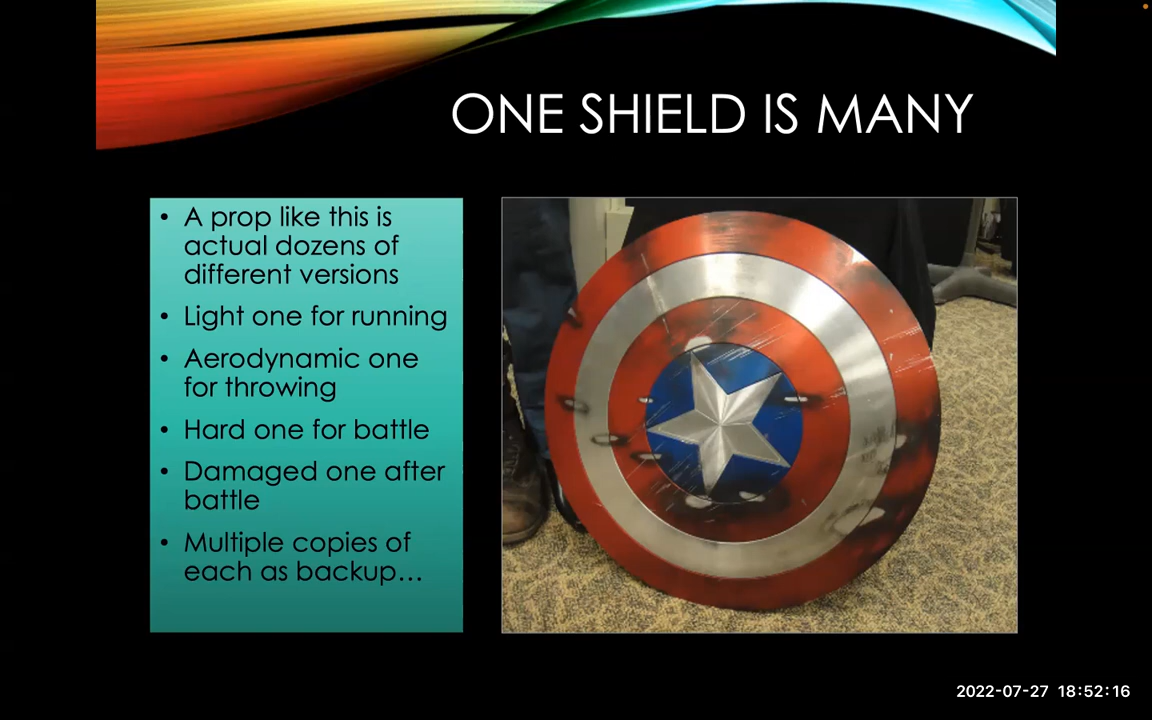 ONE SHIELD IS MANY
• A prop like this is
actual dozens of
different versions
• Light one for running
• Aerodynamic one
for throwing
• Hard one for battle
• Damaged one after
battle
• Multiple copies of
each as backup…
2022-07-27 18:52:16